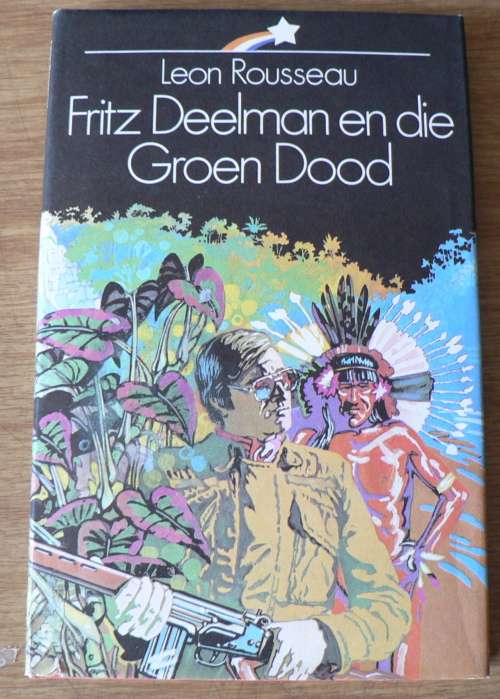 Leon Rousseau
Fritz Deelman en die
Groen Dood